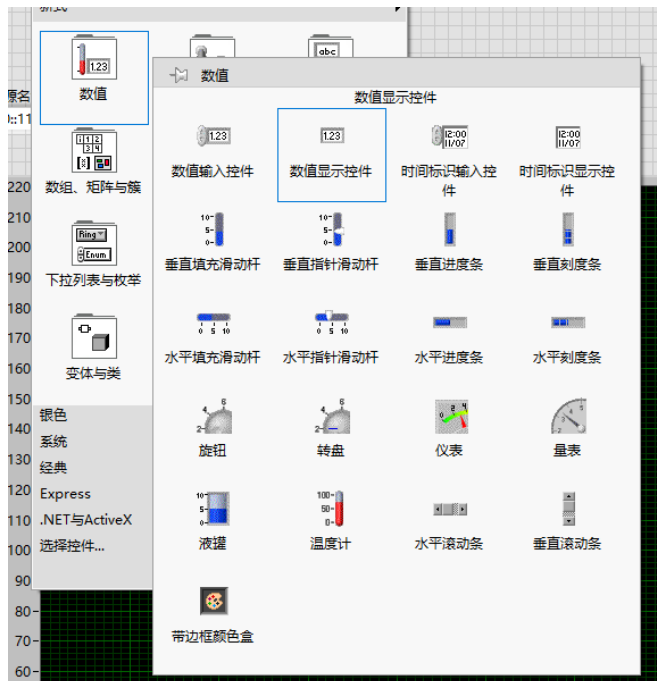 新式
数值
数值
数值显示控件
源名
数值输入控件
数值显示控件
时间标识输入控
件
时间标识显示控
件
数组、矩阵与簇
垂直填充滑动杆
垂直指针滑动杆
垂直进度条
垂直刻度条
下拉列表与枚举
水平填充滑动杆
水平指针滑动杆
水平进度条
水平刻度条
变体与类
银色
系统
经典
Express
.NET与ActiveX
选择控件...
旋钮
转盘
仪表
量表
液罐
温度计
水平滚动条
垂直滚动条
带边框颜色盒
220
210
200
190
180
170
160
150
140
130
120
110
100
90
80
70
60
1.23
abc
1.23
1.23
12:00
11/07
12:00
11/07
Ring
Enum